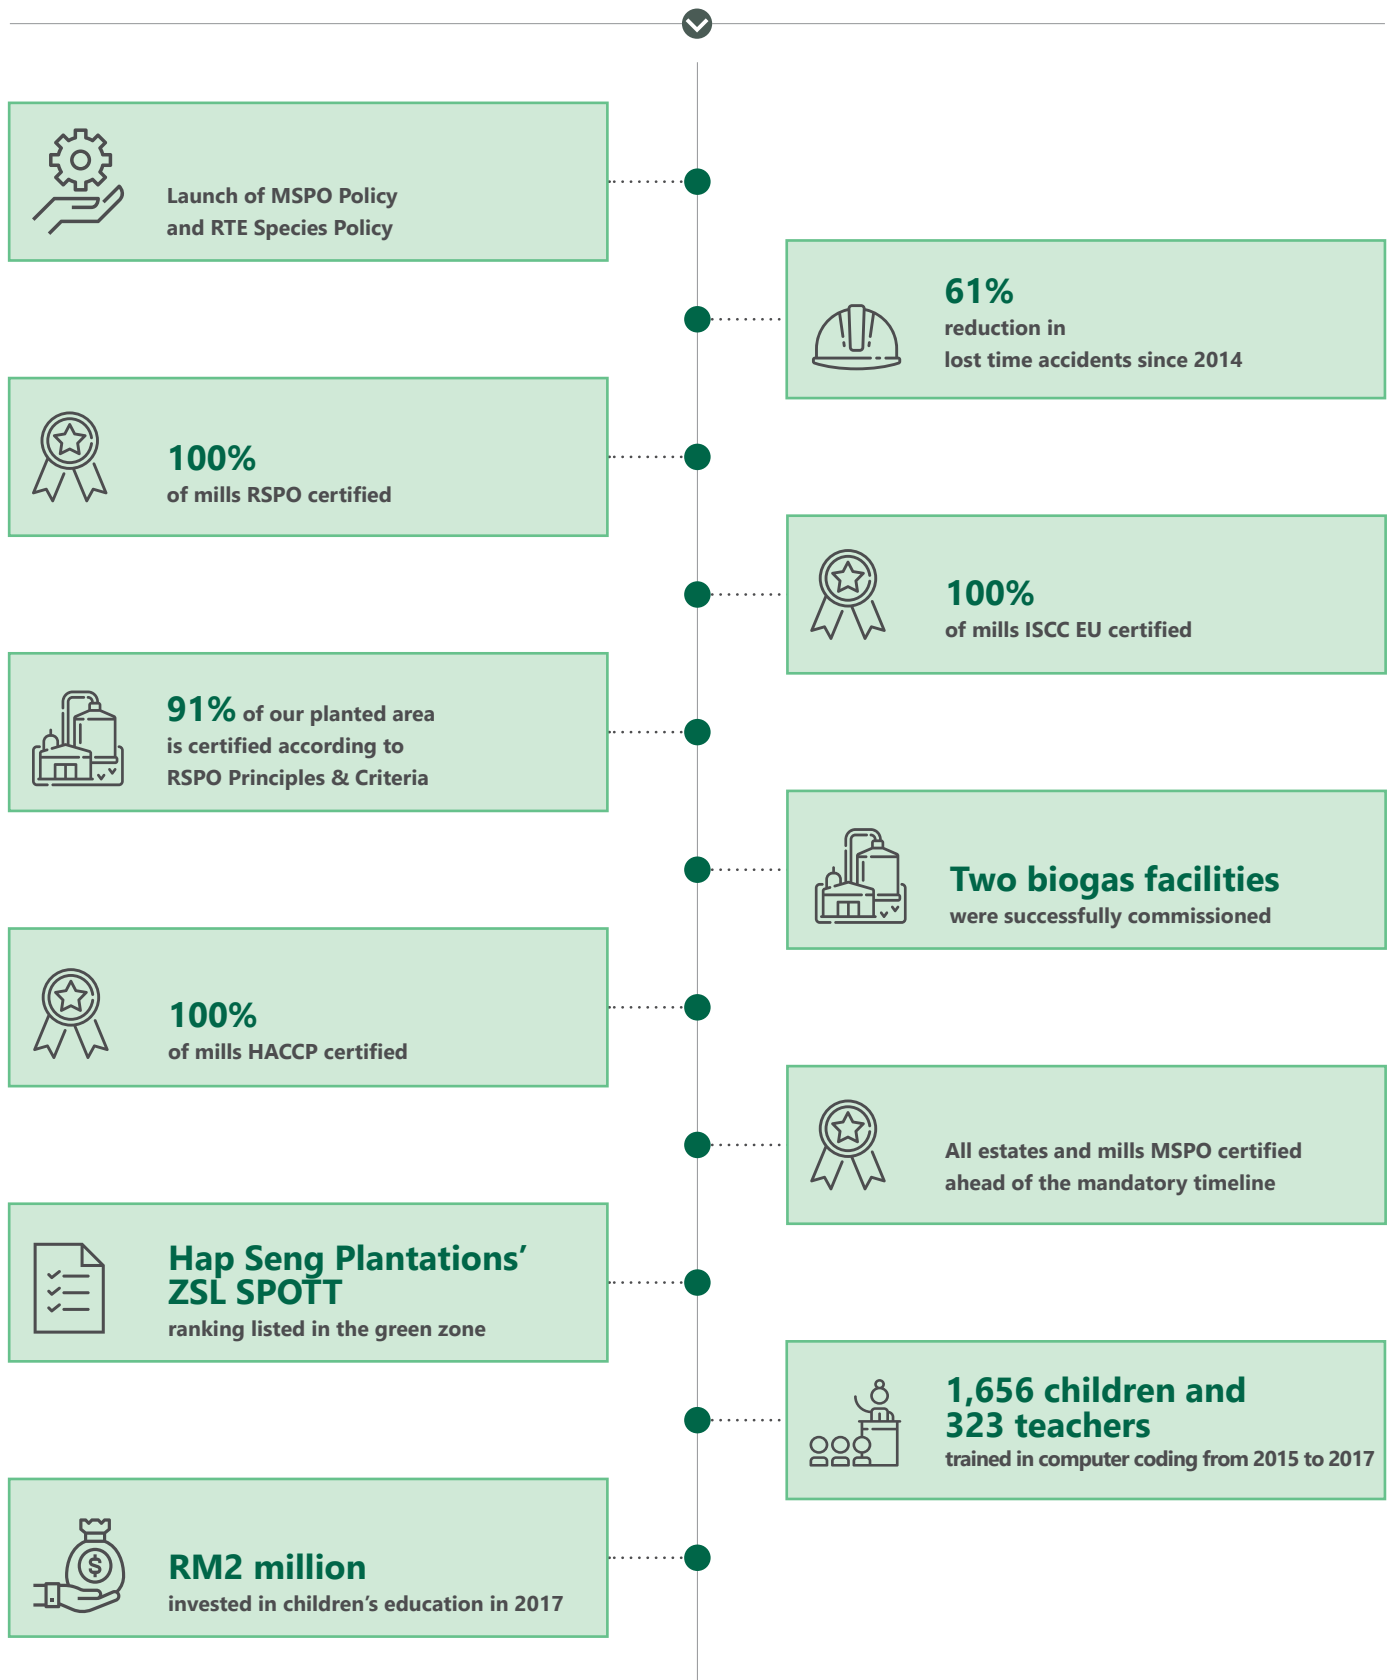 Launch of MSPO Policy
and RTE Species Policy
61%
reduction in
lost time accidents since 2014
100%
of mills RSPO certified
100%
of mills ISCC EU certified
91% of our planted area
is certified according to
RSPO Principles & Criteria
Two biogas facilities
were successfully commissioned
100%
of mills HACCP certified
All estates and mills MSPO certified
ahead of the mandatory timeline
Hap Seng Plantations’
ZSL SPOTT
ranking listed in the green zone
1,656 children and
323 teachers
trained in computer coding from 2015 to 2017
$
RM2 million
invested in children’s education in 2017